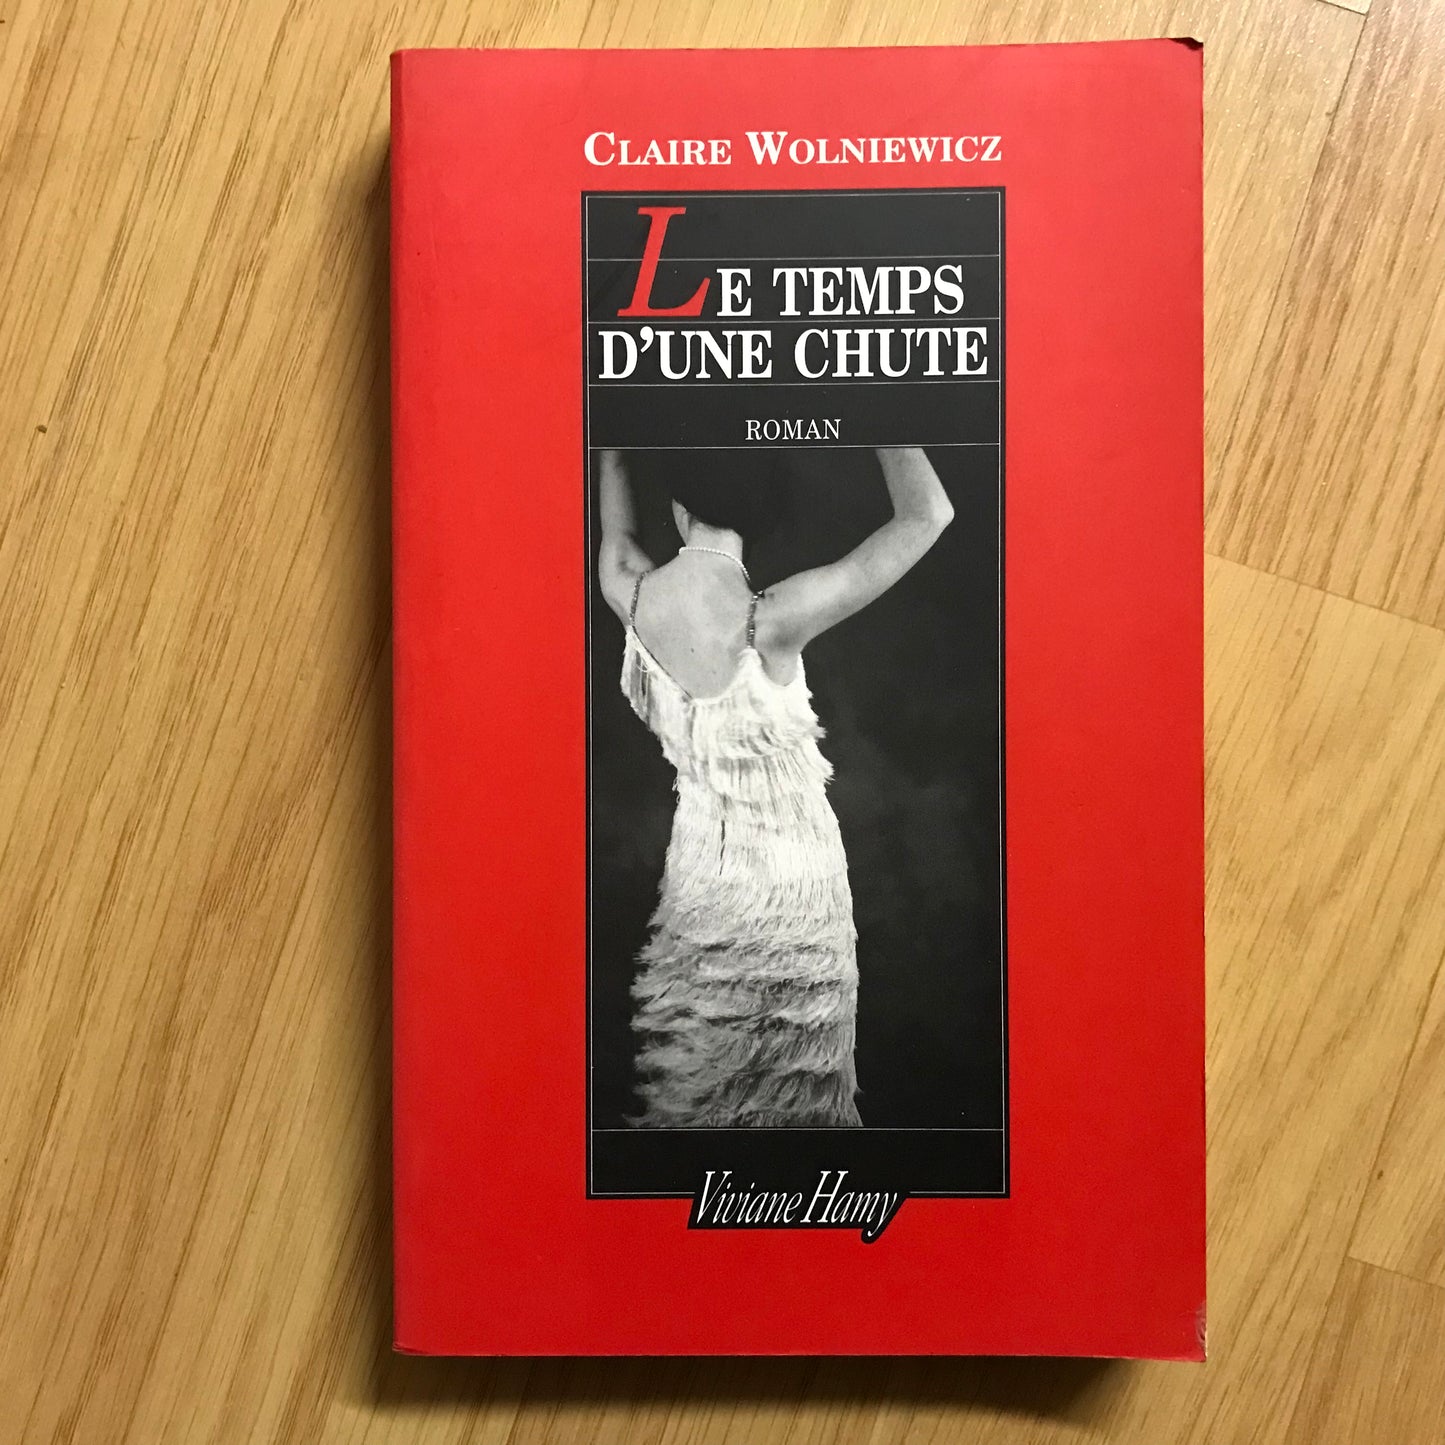 CLAIRE WOLNIEWICZ
LE TEMPS
D'UNE CHUTE
ROMAN
Viviane Hamy